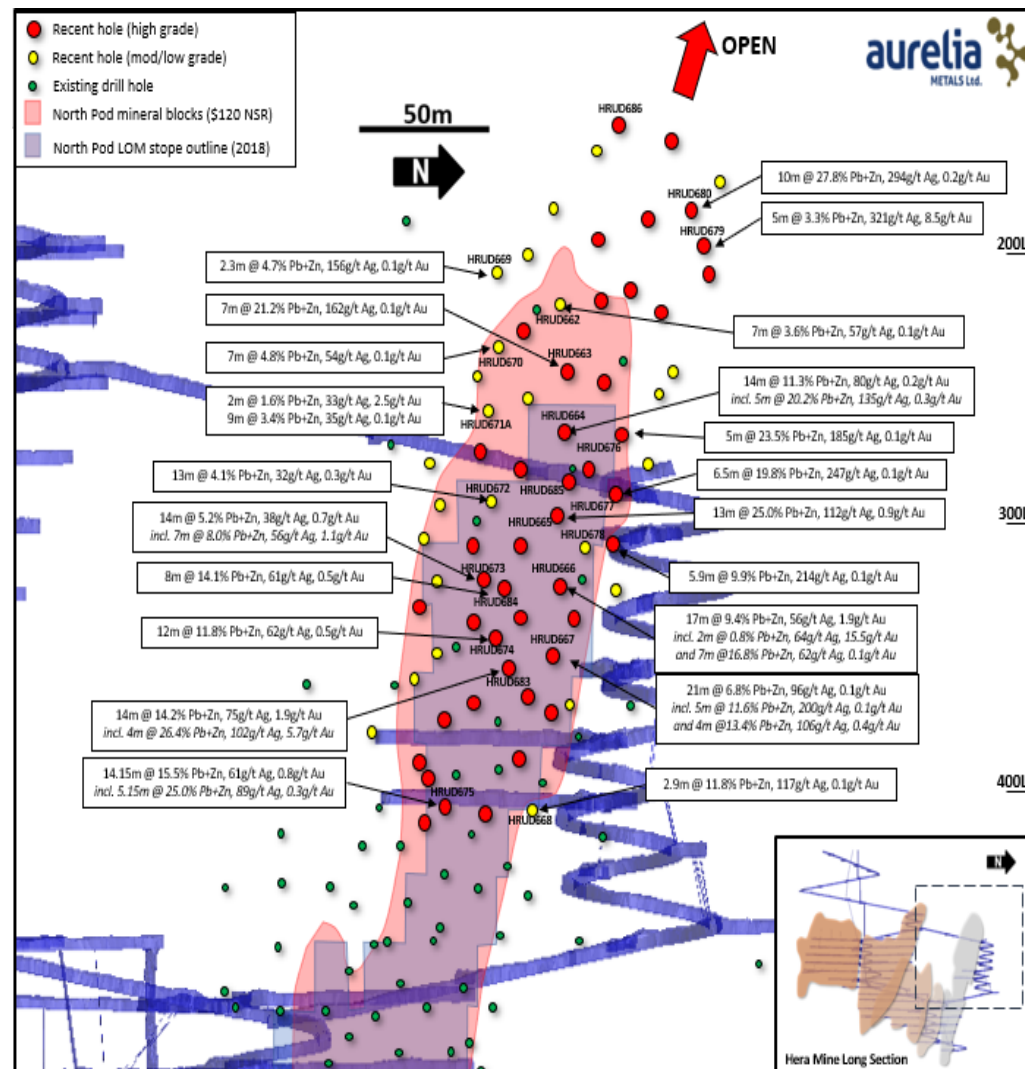 Recent hole (high grade)
Recent hole (mod/low grade)
Existing drill hole
North Pod mineral blocks ($120 NSR)
North Pod LOM stope outline (2018)
50m
N
OPEN
aurelia
METALS Ltd.
HRUD686
10m @ 27.8% Pb+Zn, 294g/t Ag, 0.2g/t Au
HRUD680
5m @ 3.3% Pb+Zn, 321g/t Ag, 8.5g/t Au
HRUD679
200L
2.3m @ 4.7% Pb+Zn, 156g/t Ag, 0.1g/t Au
HRUD669
7m @ 21.2% Pb+Zn, 162g/t Ag, 0.1g/t Au
HRUD662
7m @ 3.6% Pb+Zn, 57g/t Ag, 0.1g/t Au
7m @ 4.8% Pb+Zn, 54g/t Ag, 0.1g/t Au
HRUD670
HRUD663
14m @ 11.3% Pb+Zn, 80g/t Ag, 0.2g/t Au
incl. 5m @ 20.2% Pb+Zn, 135g/t Ag, 0.3g/t Au
2m @ 1.6% Pb+Zn, 33g/t Ag, 2.5g/t Au
9m @ 3.4% Pb+Zn, 35g/t Ag, 0.1g/t Au
HRUD671A
HRUD664
HRUD676
5m @ 23.5% Pb+Zn, 185g/t Ag, 0.1g/t Au
13m @ 4.1% Pb+Zn, 32g/t Ag, 0.3g/t Au
HRUD672
HRUD685
HRUD677
6.5m @ 19.8% Pb+Zn, 247g/t Ag, 0.1g/t Au
14m @ 5.2% Pb+Zn, 38g/t Ag, 0.7g/t Au
incl. 7m @ 8.0% Pb+Zn, 56g/t Ag, 1.1g/t Au
HRUD665
HRUD678
13m @ 25.0% Pb+Zn, 112g/t Ag, 0.9g/t Au
300L
8m @ 14.1% Pb+Zn, 61g/t Ag, 0.5g/t Au
HRUD673
HRUD684
HRUD666
5.9m @ 9.9% Pb+Zn, 214g/t Ag, 0.1g/t Au
12m @ 11.8% Pb+Zn, 62g/t Ag, 0.5g/t Au
HRUD674
HRUD667
17m @ 9.4% Pb+Zn, 56g/t Ag, 1.9g/t Au
incl. 2m @ 0.8% Pb+Zn, 64g/t Ag, 15.5g/t Au
and 7m @16.8% Pb+Zn, 62g/t Ag, 0.1g/t Au
HRUD683
14m @ 14.2% Pb+Zn, 75g/t Ag, 1.9g/t Au
incl. 4m @ 26.4% Pb+Zn, 102g/t Ag, 5.7g/t Au
21m @ 6.8% Pb+Zn, 96g/t Ag, 0.1g/t Au
incl. 5m @ 11.6% Pb+Zn, 200g/t Ag, 0.1g/t Au
and 4m @13.4% Pb+Zn, 106g/t Ag, 0.4g/t Au
14.15m @ 15.5% Pb+Zn, 61g/t Ag, 0.8g/t Au
incl. 5.15m @ 25.0% Pb+Zn, 89g/t Ag, 0.3g/t Au
HRUD675
HRUD668
2.9m @ 11.8% Pb+Zn, 117g/t Ag, 0.1g/t Au
400L
N
Hera Mine Long Section